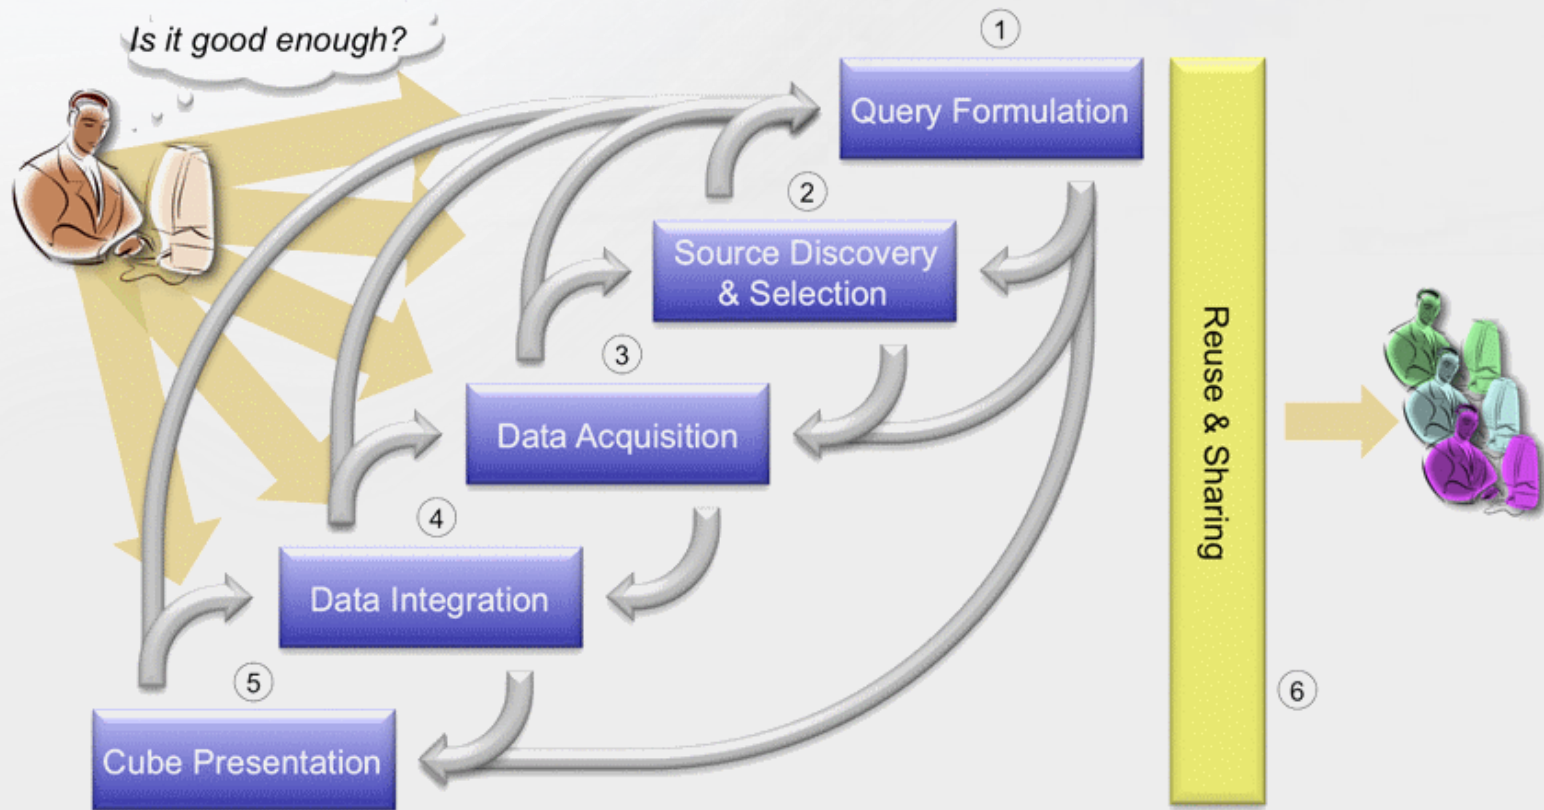 Is it good enough?
1
Query Formulation
2
Source Discovery
& Selection
3
Data Acquisition
4
Data Integration
5
Cube Presentation
Reuse & Sharing
6